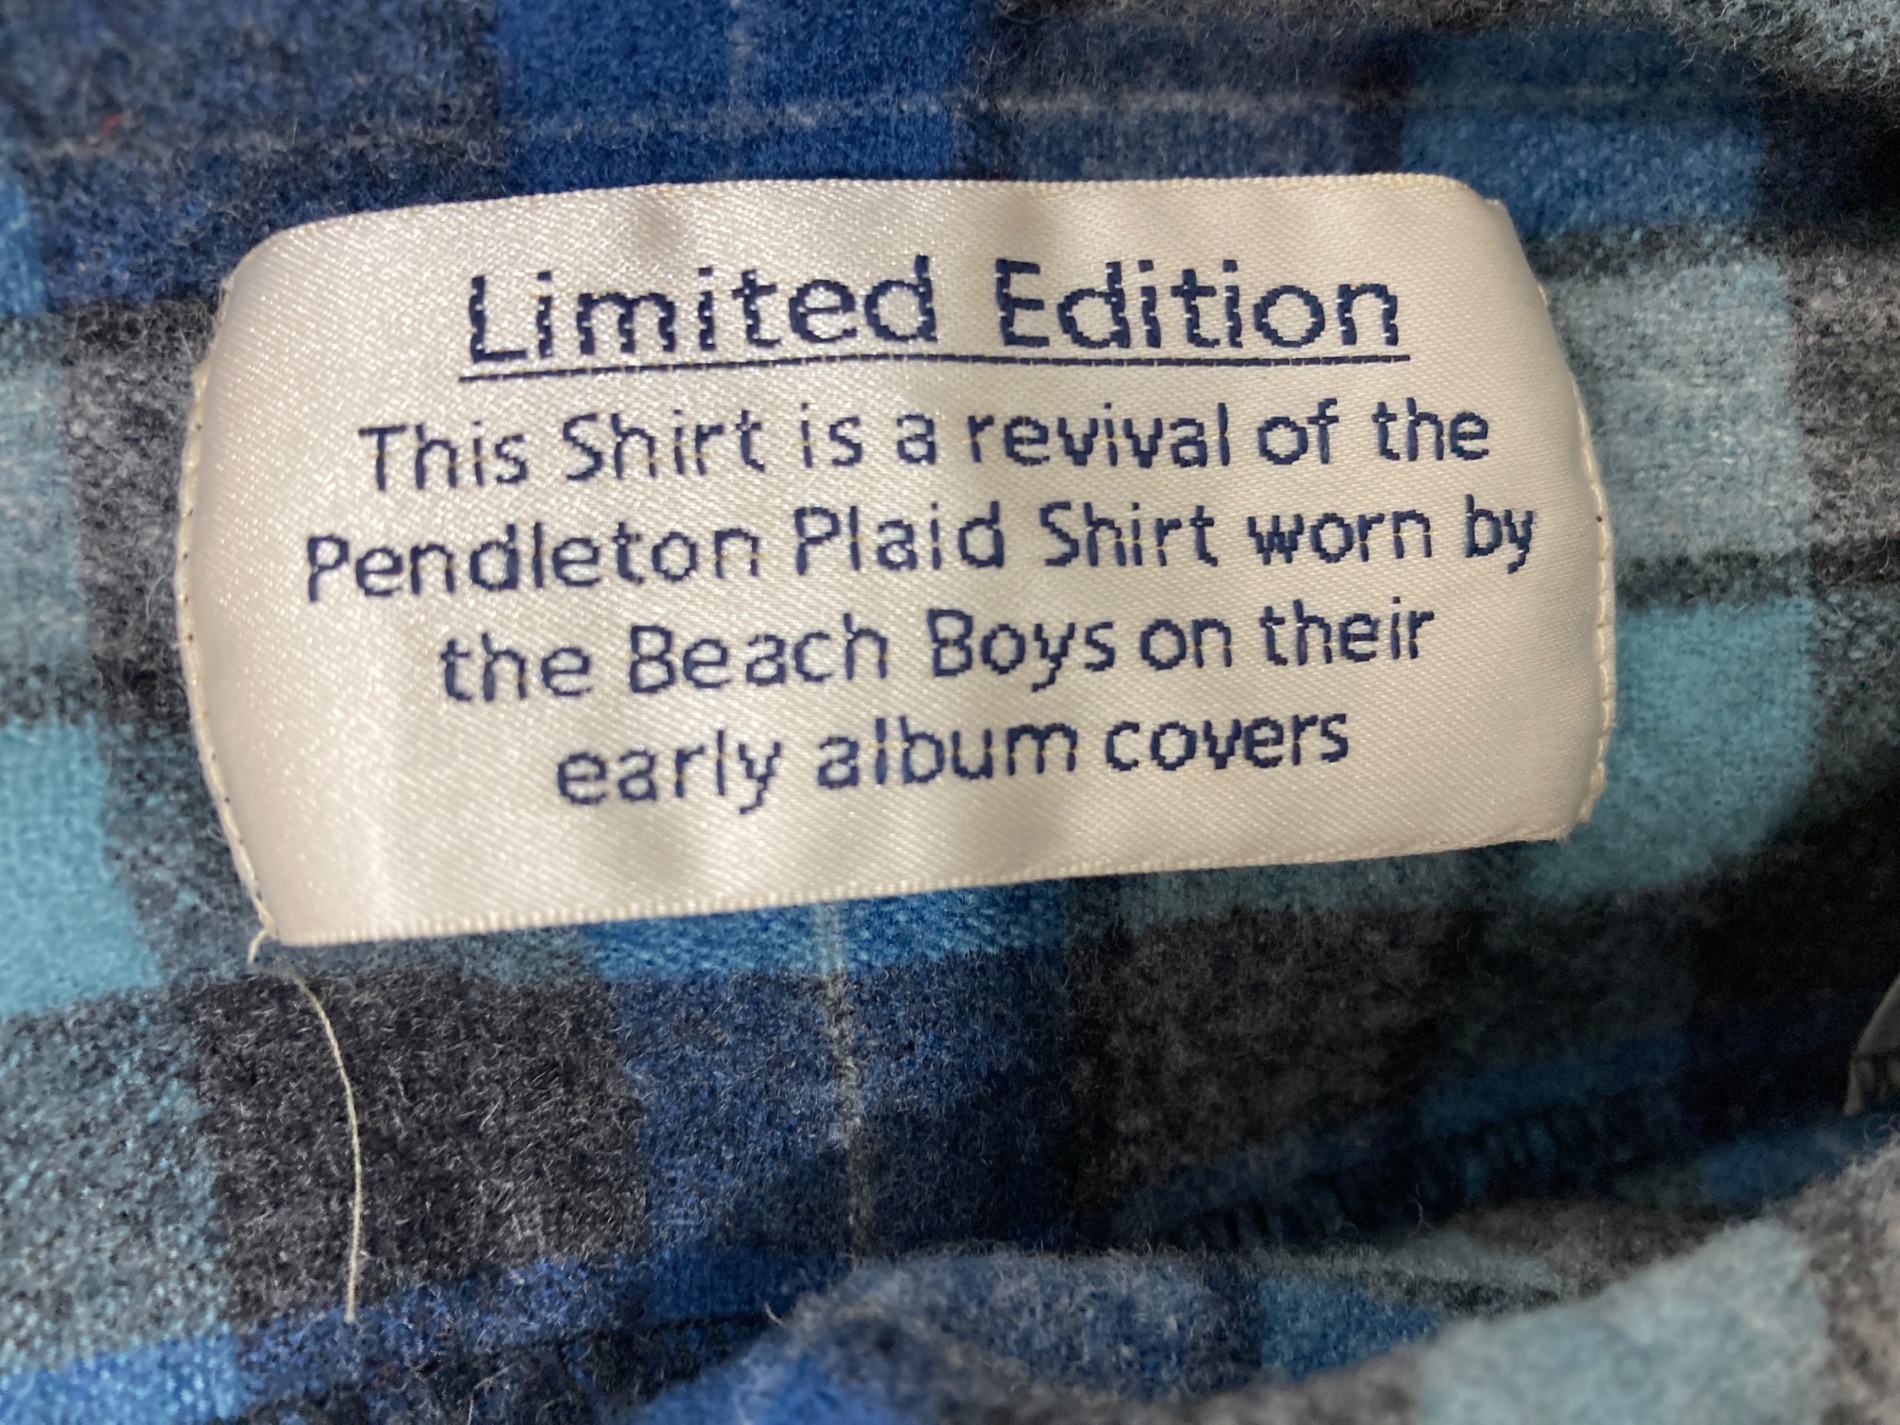 Limited Edition
This Shirt is a revival of the
Pendleton Plaid Shirt worn by
the Beach Boys on their
early album covers